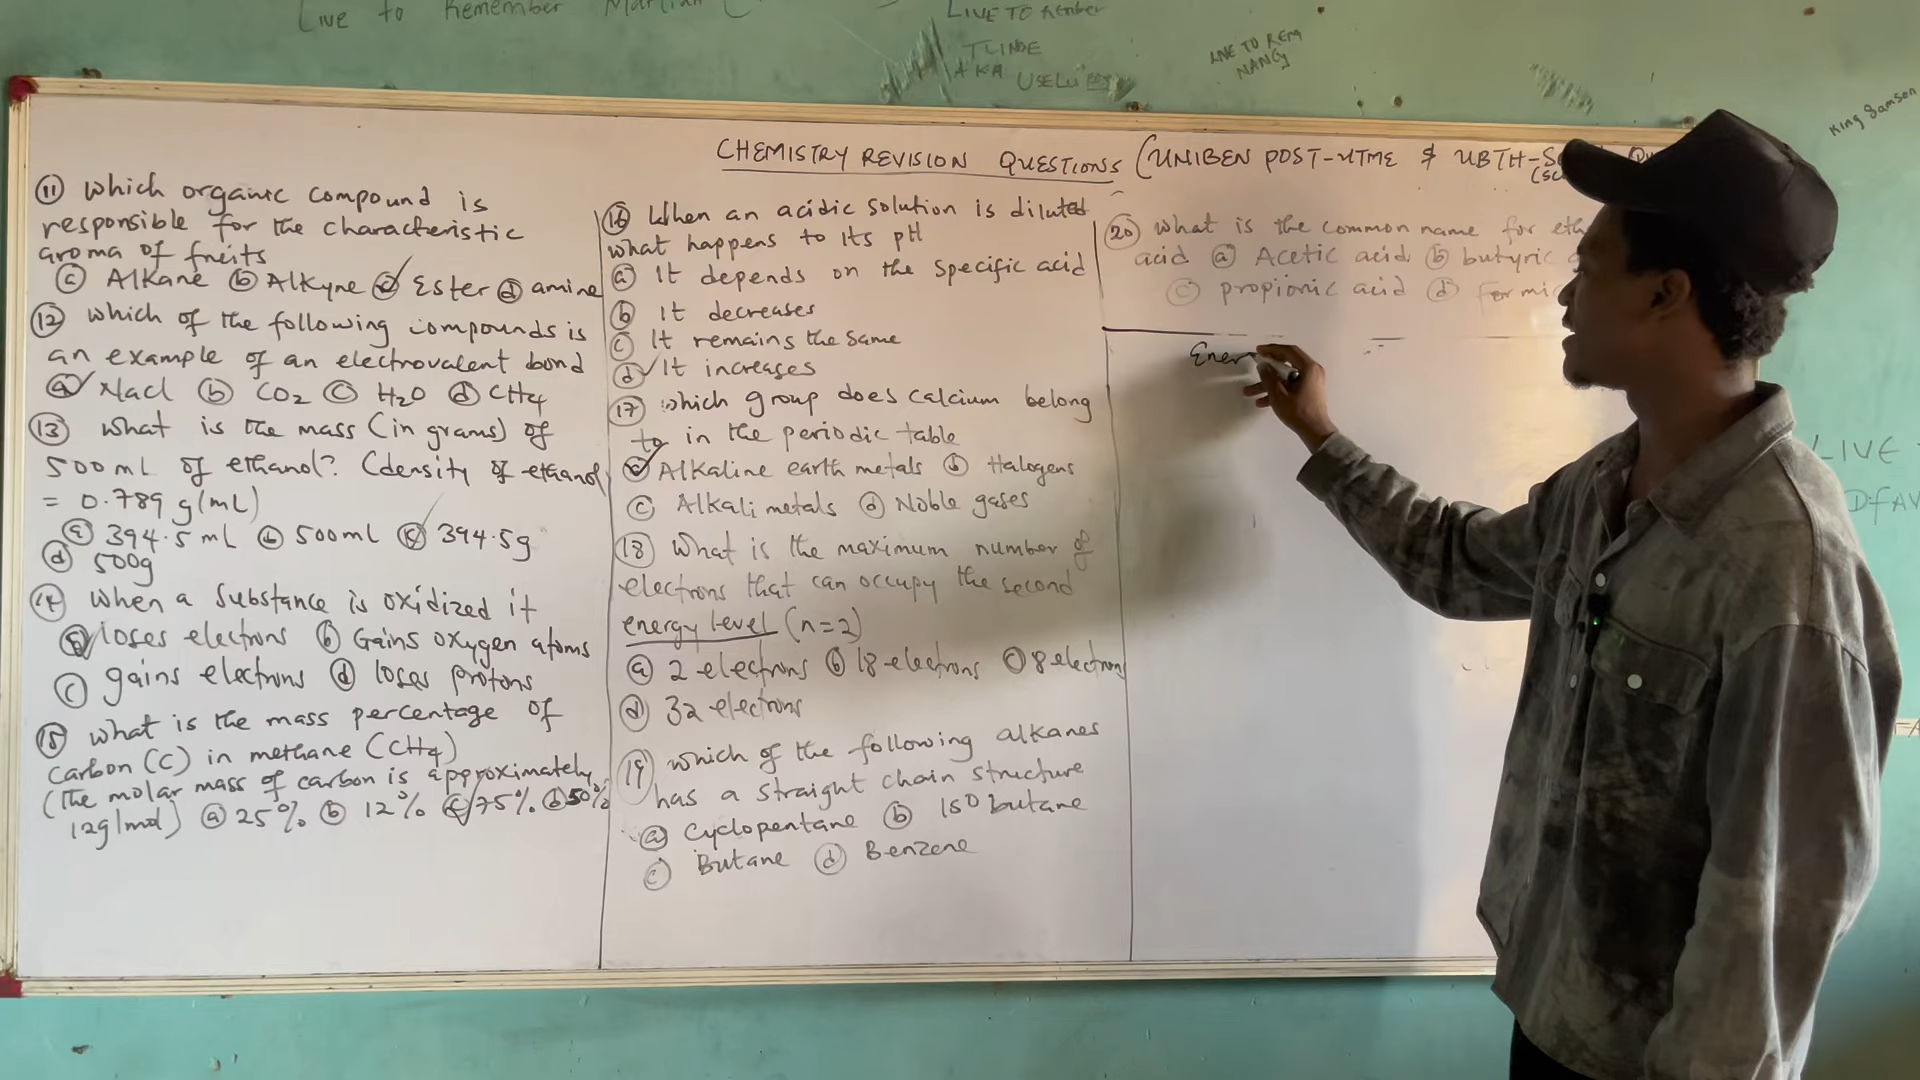 Live to Remember
LIVE TO Rember
TLINDE
AKA USELU
LIVE TO REM
NANCY
King Samson
CHEMISTRY REVISION QUESTIONS (UNIBEN POST-UTME & UBTH-S
(SC
11 Which organic compound is
responsible for the characteristic
aroma of fruits
c Alkane b Alkyne c Ester d amine
12 which of the following compounds is
an example of an electrovalent bond
a Nacl b CO2 c H2O d CH4
13 what is the mass (in grams) of
500mL of ethanol? (density of ethanol
= 0.789 g/mL)
a 394.5 mL b 500ml c 394.5g
d 500g
14 When a substance is oxidized it
a loses electrons b Gains oxygen atoms
c gains electrons d loses protons
15 what is the mass percentage of
carbon (C) in methane (CH4)
(the molar mass of carbon is approximately
12g/mol) a 25% b 12% c 75% d 50%
16 When an acidic solution is diluted
what happens to its pH
a It depends on the specific acid
b It decreases
c It remains the same
d It increases
17 which group does calcium belong
to in the periodic table
a Alkaline earth metals b Halogens
c Alkali metals d Noble gases
18 What is the maximum number of
electrons that can occupy the second
energy level (n=2)
a 2 electrons b 18 electrons c 8 electrons
d 32 electrons
19 which of the following alkanes
has a straight chain structure
a Cyclopentane b Iso butane
c Butane d Benzene
20 what is the common name for eth
acid a Acetic acid b butyric
c propionic acid d formi
Ener
LIVE